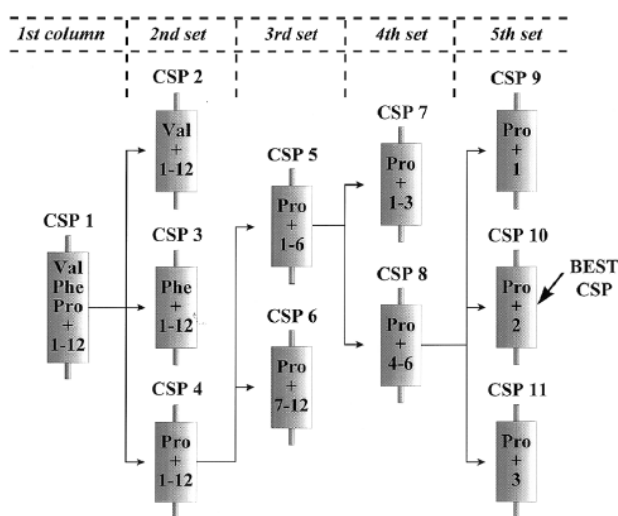 1st column
2nd set
3rd set
4th set
5th set
CSP 1
Val
Phe
Pro
+
1-12
CSP 2
Val
+
1-12
CSP 3
Phe
+
1-12
CSP 4
Pro
+
1-12
CSP 5
Pro
+
1-6
CSP 6
Pro
+
7-12
CSP 7
Pro
+
1-3
CSP 8
Pro
+
4-6
CSP 9
Pro
+
1
CSP 10
Pro
+
2
BEST
CSP
CSP 11
Pro
+
3